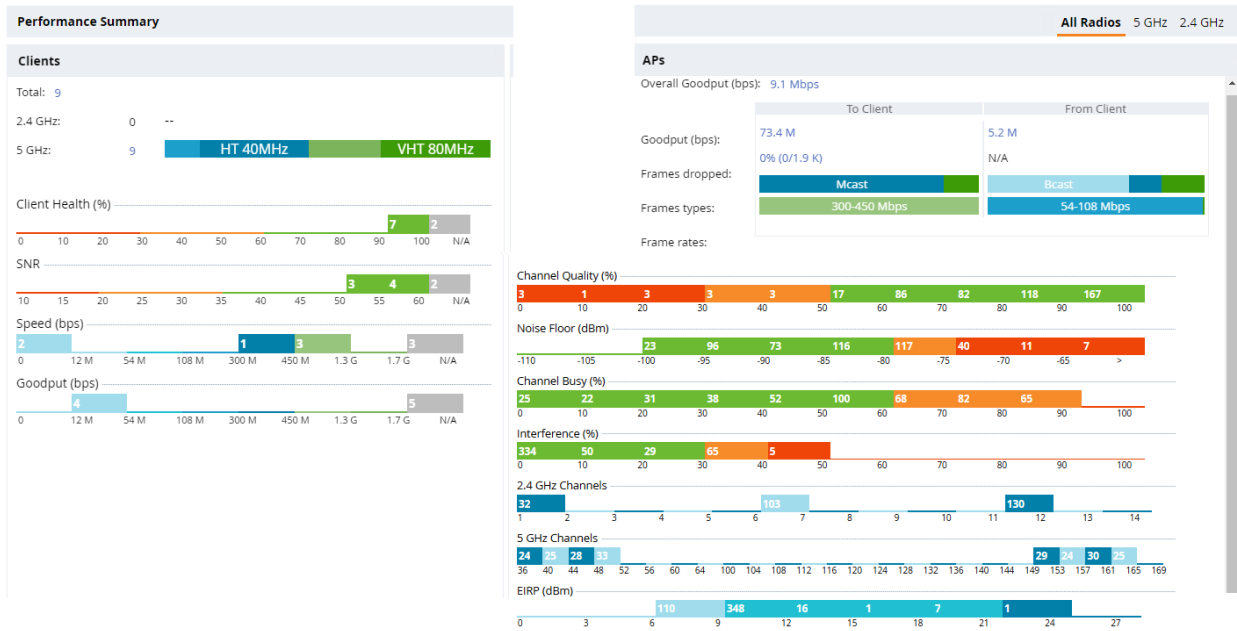 Performance Summary
All Radios 5 GHz 2.4 GHz
Clients
Total: 9
2.4 GHz: 0 --
5 GHz: 9 HT 40MHz VHT 80MHz
Client Health (%)
7 2
0 10 20 30 40 50 60 70 80 90 100 N/A
SNR
3 4 2
10 15 20 25 30 35 40 45 50 55 60 N/A
Speed (bps)
2 1 3 3
0 12 M 54 M 108 M 300 M 450 M 1.3 G 1.7 G N/A
Goodput (bps)
4 5
0 12 M 54 M 108 M 300 M 450 M 1.3 G 1.7 G N/A
APs
Overall Goodput (bps): 9.1 Mbps
To Client From Client
Goodput (bps): 73.4 M 5.2 M
0% (0/1.9 K) N/A
Frames dropped:
Mcast Bcast
Frames types: 300-450 Mbps 54-108 Mbps
Frame rates:
Channel Quality (%)
3 1 3 3 3 17 86 82 118 167
0 10 20 30 40 50 60 70 80 90 100
Noise Floor (dBm)
23 96 73 116 117 40 11 7
-110 -105 -100 -95 -90 -85 -80 -75 -70 -65 >
Channel Busy (%)
25 22 31 38 52 100 68 82 65
0 10 20 30 40 50 60 70 80 90 100
Interference (%)
334 50 29 65 5
0 10 20 30 40 50 60 70 80 90 100
2.4 GHz Channels
32 103 130
1 2 3 4 5 6 7 8 9 10 11 12 13 14
5 GHz Channels
24 25 28 33 29 24 30 25
36 40 44 48 52 56 60 64 100 104 108 112 116 120 124 128 132 136 140 144 149 153 157 161 165 169
EIRP (dBm)
110 348 16 1 7 1
0 3 6 9 12 15 18 21 24 27